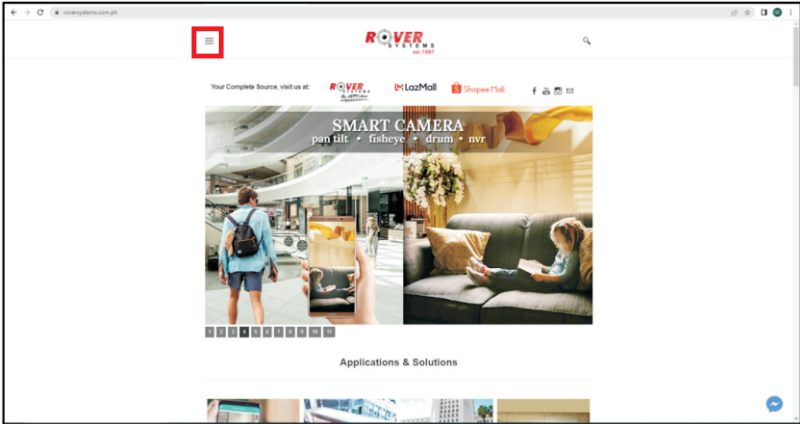 roversystems.com.ph
ROVER
SYSTEMS
est.1997
Your Complete Source, visit us at:
ROVER
SYSTEMS
LazMall
Shopee Mall
SMART CAMERA
pan tilt • fisheye • drum • nvr
1 2 3 4 5 6 7 8 9 10 11
Applications & Solutions